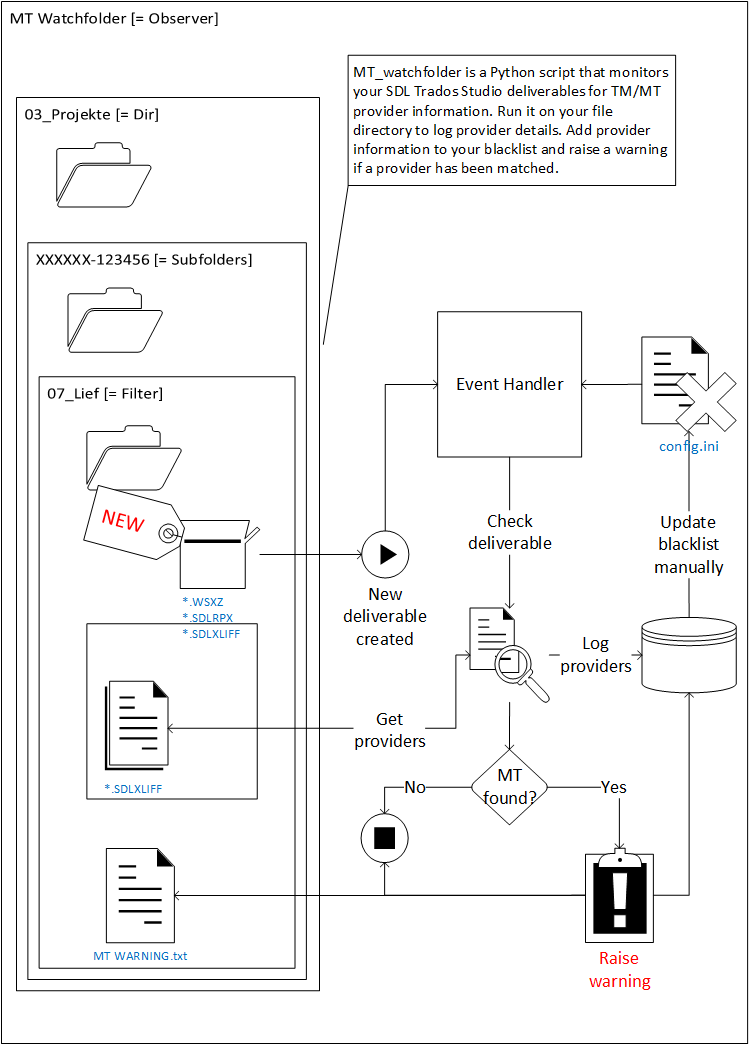 MT Watchfolder [= Observer]
MT_watchfolder is a Python script that monitors
your SDL Trados Studio deliverables for TM/MT
provider information. Run it on your file
directory to log provider details. Add provider
information to your blacklist and raise a warning
if a provider has been matched.
03_Projekte [= Dir]
XXXXXX-123456 [= Subfolders]
07_Lief [= Filter]
NEW
*.WSXZ
*.SDLRPX
*.SDLXLIFF
*.SDLXLIFF
MT WARNING.txt
New
deliverable
created
Event Handler
config.ini
Check
deliverable
Update
blacklist
manually
Log
providers
Get
providers
MT
found?
No
Yes
Raise
warning